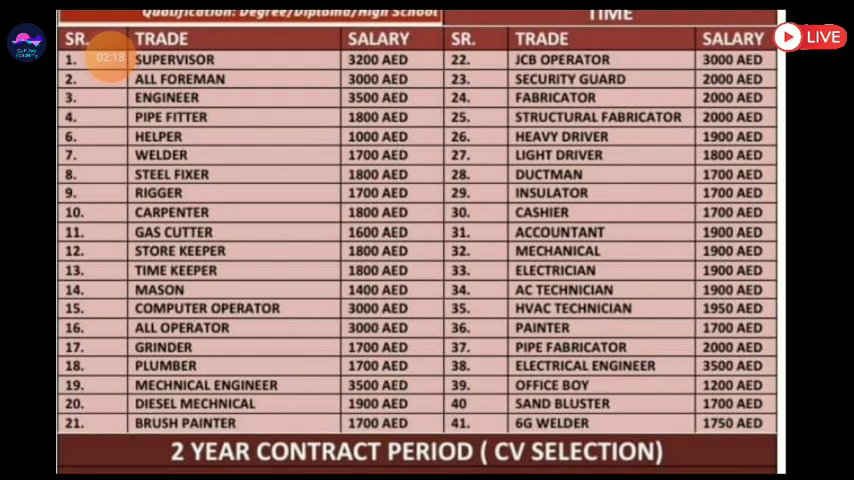 Qualification: Degree/Diploma/High School
TIME
SR. TRADE SALARY SR. TRADE SALARY
1. SUPERVISOR 3200 AED 22. JCB OPERATOR 3000 AED
2. ALL FOREMAN 3000 AED 23. SECURITY GUARD 2000 AED
3. ENGINEER 3500 AED 24. FABRICATOR 2000 AED
4. PIPE FITTER 1800 AED 25. STRUCTURAL FABRICATOR 2000 AED
6. HELPER 1000 AED 26. HEAVY DRIVER 1900 AED
7. WELDER 1700 AED 27. LIGHT DRIVER 1800 AED
8. STEEL FIXER 1800 AED 28. DUCTMAN 1700 AED
9. RIGGER 1700 AED 29. INSULATOR 1700 AED
10. CARPENTER 1800 AED 30. CASHIER 1700 AED
11. GAS CUTTER 1600 AED 31. ACCOUNTANT 1900 AED
12. STORE KEEPER 1800 AED 32. MECHANICAL 1900 AED
13. TIME KEEPER 1800 AED 33. ELECTRICIAN 1900 AED
14. MASON 1400 AED 34. AC TECHNICIAN 1900 AED
15. COMPUTER OPERATOR 3000 AED 35. HVAC TECHNICIAN 1950 AED
16. ALL OPERATOR 3000 AED 36. PAINTER 1700 AED
17. GRINDER 1700 AED 37. PIPE FABRICATOR 2000 AED
18. PLUMBER 1700 AED 38. ELECTRICAL ENGINEER 3500 AED
19. MECHNICAL ENGINEER 3500 AED 39. OFFICE BOY 1200 AED
20. DIESEL MECHNICAL 1900 AED 40 SAND BLUSTER 1700 AED
21. BRUSH PAINTER 1700 AED 41. 6G WELDER 1750 AED
2 YEAR CONTRACT PERIOD ( CV SELECTION)
02:18
LIVE